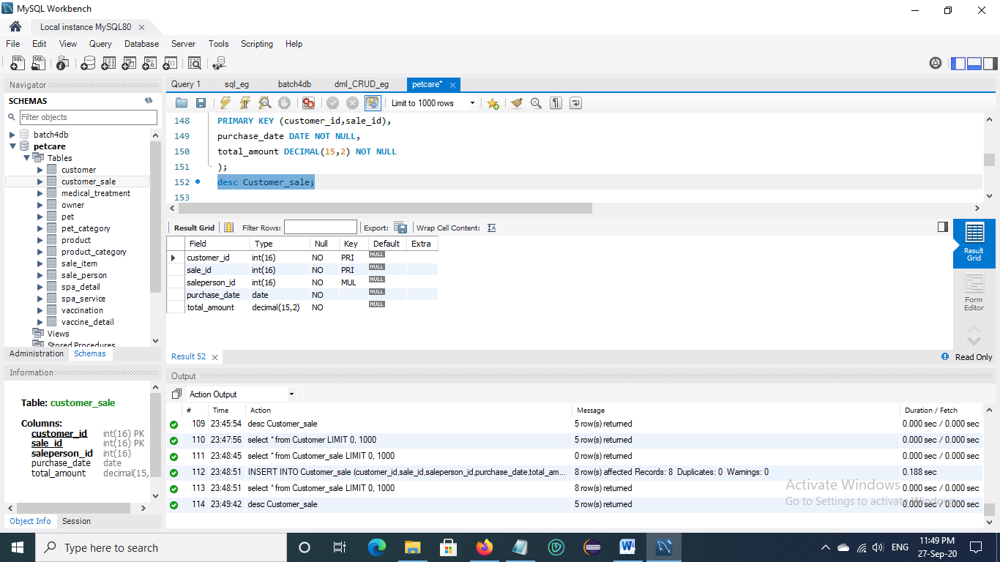 MySQL Workbench
Local instance MySQL80
File Edit View Query Database Server Tools Scripting Help
Navigator
SCHEMAS
Filter objects
batch4db
petcare
Tables
customer
customer_sale
medical_treatment
owner
pet
pet_category
product
product_category
sale_item
sale_person
spa_detail
spa_service
vaccination
vaccine_detail
Views
Stored Procedures
Administration Schemas
Information
Table: customer_sale
Columns:
customer_id int(16) PK
sale_id int(16) PK
saleperson_id int(16)
purchase_date date
total_amount decimal(15,
Object Info Session
Query 1 sql_eg batch4db dml_CRUD_eg petcare*
Limit to 1000 rows
148 PRIMARY KEY (customer_id,sale_id),
149 purchase_date DATE NOT NULL,
150 total_amount DECIMAL(15,2) NOT NULL
151 );
152 desc Customer_sale;
153
Result Grid Filter Rows: Export: Wrap Cell Content:
Field Type Null Key Default Extra
customer_id int(16) NO PRI NULL
sale_id int(16) NO PRI NULL
saleperson_id int(16) NO MUL NULL
purchase_date date NO NULL
total_amount decimal(15,2) NO NULL
Result Grid
Form Editor
Result 52
Read Only
Output
Action Output
# Time Action Message Duration / Fetch
109 23:45:54 desc Customer_sale 5 row(s) returned 0.000 sec / 0.000 sec
110 23:47:56 select * from Customer LIMIT 0, 1000 5 row(s) returned 0.000 sec / 0.000 sec
111 23:48:45 select * from Customer_sale LIMIT 0, 1000 0 row(s) returned 0.000 sec / 0.000 sec
112 23:48:51 INSERT INTO Customer_sale (customer_id,sale_id,saleperson_id,purchase_date,total_am... 8 row(s) affected Records: 8 Duplicates: 0 Warnings: 0 0.188 sec
113 23:48:51 select * from Customer_sale LIMIT 0, 1000 8 row(s) returned 0.000 sec / 0.000 sec
114 23:49:42 desc Customer_sale 5 row(s) returned 0.000 sec / 0.000 sec
Activate Windows
Go to Settings to activate Windows.
Type here to search
ENG
11:49 PM
27-Sep-20